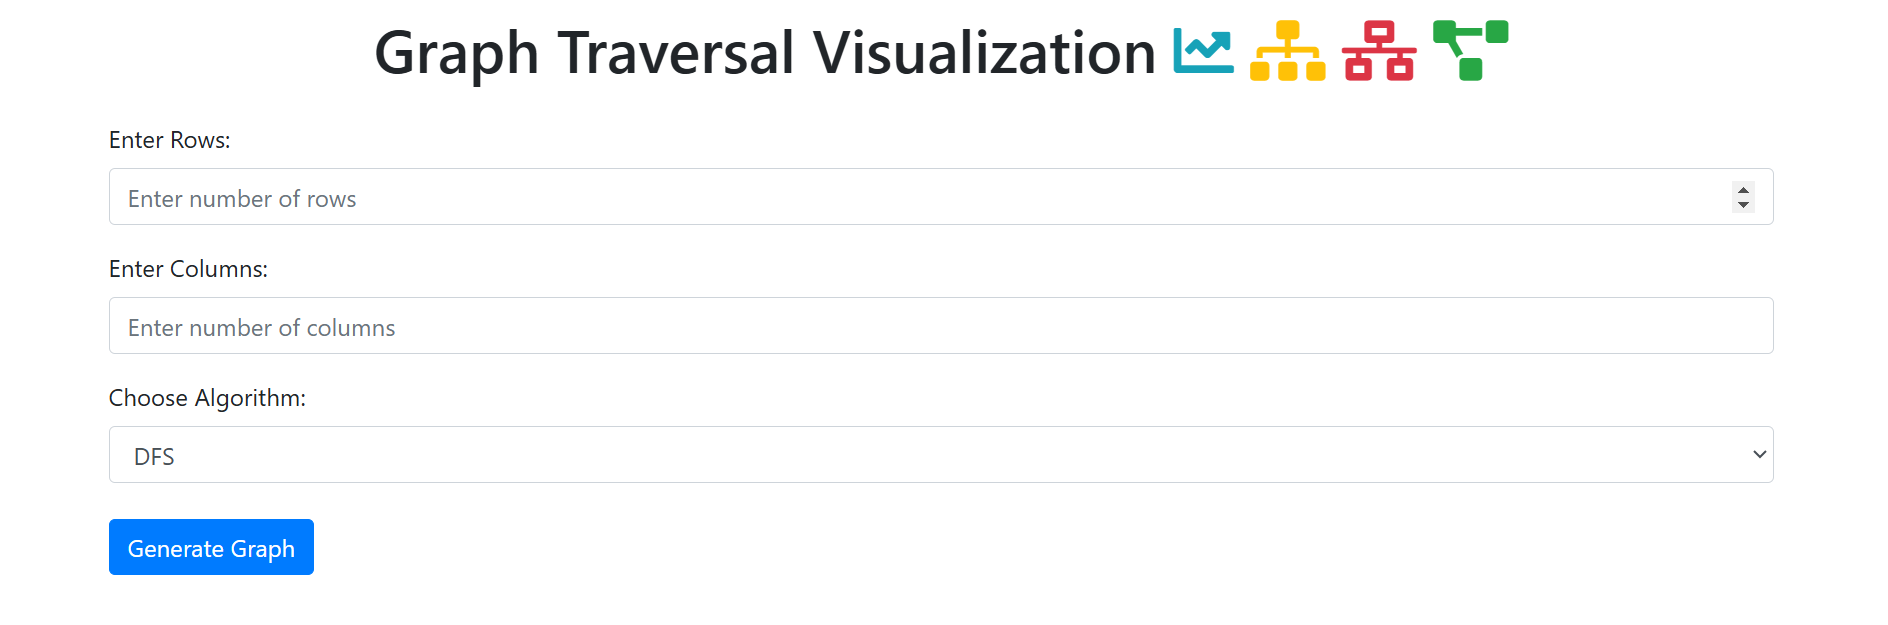 Graph Traversal Visualization
Enter Rows:
Enter number of rows
Enter Columns:
Enter number of columns
Choose Algorithm:
DFS
Generate Graph